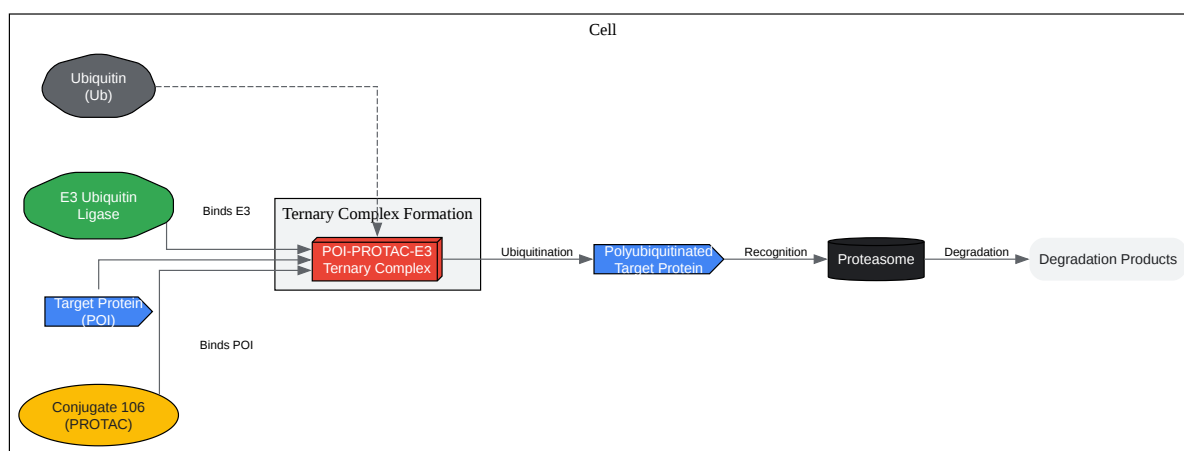 Cell
Ubiquitin
(Ub)
E3 Ubiquitin
Ligase
Binds E3
Ternary Complex Formation
POI-PROTAC-E3
Ternary Complex
Ubiquitination
Polyubiquitinated
Target Protein
Recognition
Proteasome
Degradation
Degradation Products
Target Protein
(POI)
Binds POI
Conjugate 106
(PROTAC)